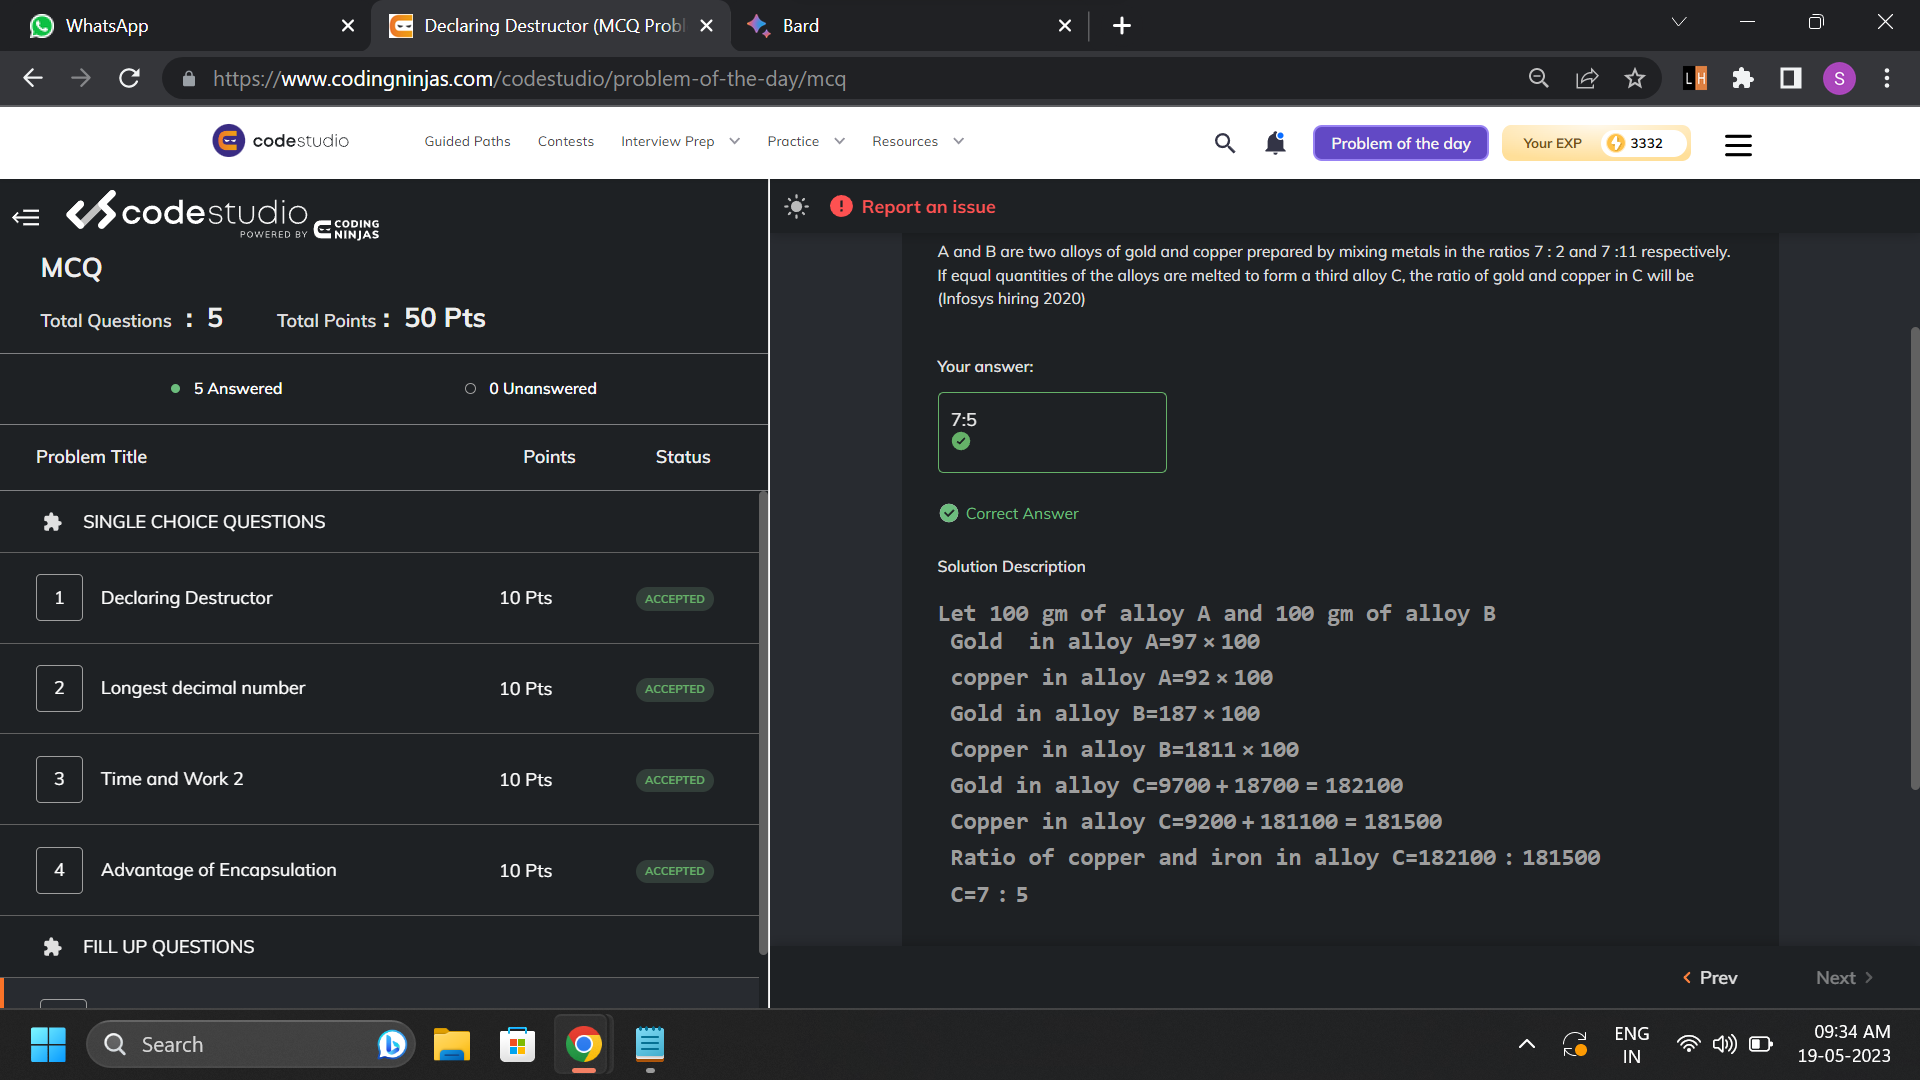 WhatsApp
Declaring Destructor (MCQ Probl
Bard
https://www.codingninjas.com/codestudio/problem-of-the-day/mcq
LH
S
codestudio
Guided Paths
Contests
Interview Prep
Practice
Resources
Problem of the day
Your EXP
3332
codestudio
POWERED BY
CODING
NINJAS
Report an issue
MCQ
Total Questions : 5
Total Points : 50 Pts
5 Answered
0 Unanswered
Problem Title
Points
Status
SINGLE CHOICE QUESTIONS
1 Declaring Destructor 10 Pts ACCEPTED
2 Longest decimal number 10 Pts ACCEPTED
3 Time and Work 2 10 Pts ACCEPTED
4 Advantage of Encapsulation 10 Pts ACCEPTED
FILL UP QUESTIONS
A and B are two alloys of gold and copper prepared by mixing metals in the ratios 7 : 2 and 7 :11 respectively.
If equal quantities of the alloys are melted to form a third alloy C, the ratio of gold and copper in C will be
(Infosys hiring 2020)
Your answer:
7:5
Correct Answer
Solution Description
Let 100 gm of alloy A and 100 gm of alloy B
Gold in alloy A=97 × 100
copper in alloy A=92 × 100
Gold in alloy B=187 × 100
Copper in alloy B=1811 × 100
Gold in alloy C=9700 + 18700 = 182100
Copper in alloy C=9200 + 181100 = 181500
Ratio of copper and iron in alloy C=182100 : 181500
C=7 : 5
Prev
Next
Search
ENG
IN
09:34 AM
19-05-2023